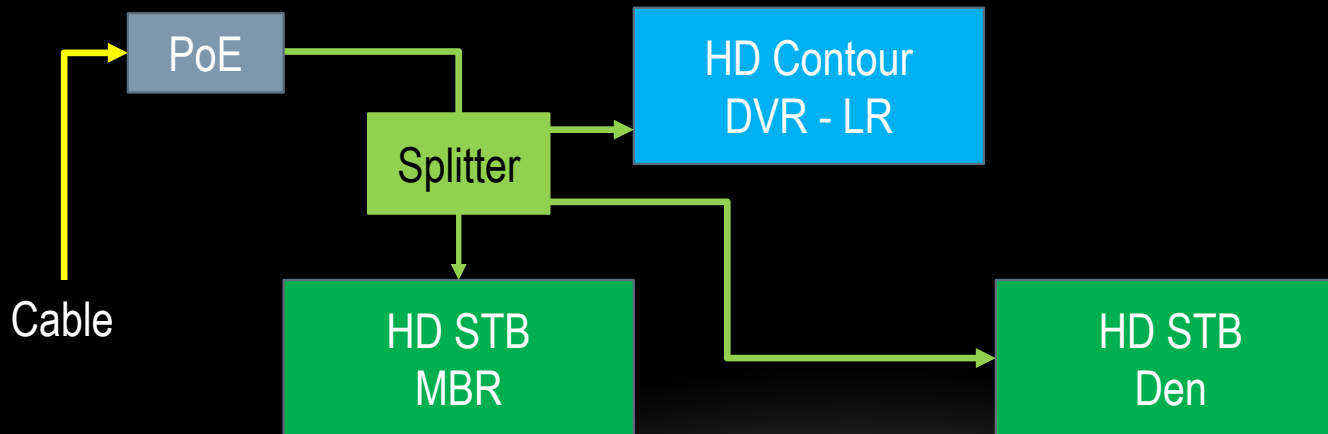 PoE
HD Contour
DVR - LR
Splitter
Cable
HD STB
MBR
HD STB
Den